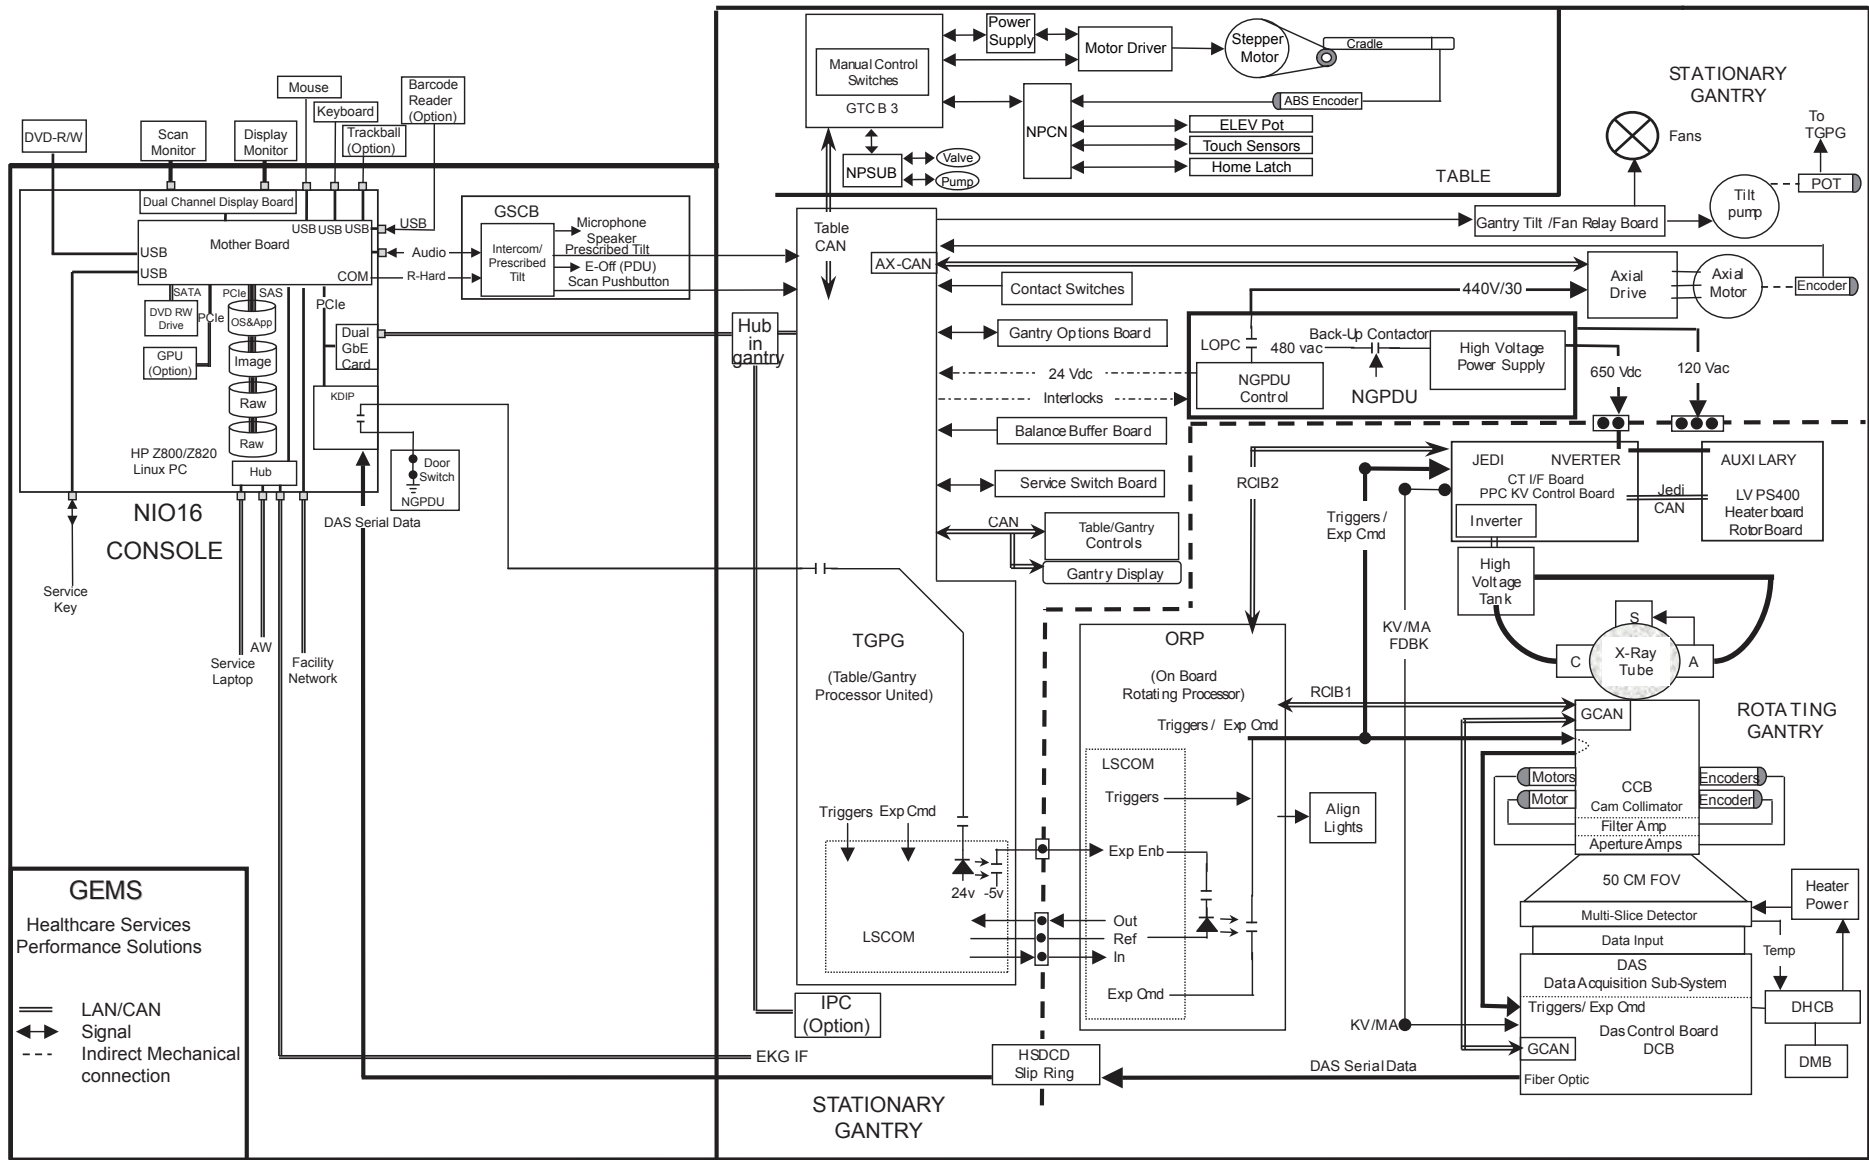 DVD-R/W
Scan
Monitor
Display
Monitor
Mouse
Keyboard
Trackball
(Option)
Barcode
Reader
(Option)
Dual Channel Display Board
USB USB USB
USB
Mother Board
USB
USB
COM
Audio
R-Hard
SATA
PCIe
SAS
PCIe
PCIe
DVD RW
Drive
GPU
(Option)
OS&App
Image
Raw
Raw
Dual
GbE
Card
KDIP
HP Z800/Z820
Linux PC
Hub
Door
Switch
NGPDU
NIO16
CONSOLE
DAS Serial Data
Service
Key
Service
Laptop
AW
Facility
Network
GSCB
Intercom/
Prescribed
Tilt
Microphone
Speaker
Prescribed Tilt
E-Off (PDU)
Scan Pushbutton
Hub
in
gantry
IPC
(Option)
EKG IF
GEMS
Healthcare Services
Performance Solutions
LAN/CAN
Signal
Indirect Mechanical
connection
Manual Control
Switches
GTCB 3
Power
Supply
Motor Driver
Stepper
Motor
Cradle
ABS Encoder
NPCN
ELEV Pot
Touch Sensors
Home Latch
NPSUB
Valve
Pump
TABLE
STATIONARY
GANTRY
Fans
To
TGPG
POT
Tilt
pump
Gantry Tilt /Fan Relay Board
Table
CAN
AX-CAN
Axial
Drive
Axial
Motor
Encoder
Contact Switches
440V/30
Gantry Options Board
24 Vdc
Interlocks
Balance Buffer Board
Service Switch Board
CAN
Table/Gantry
Controls
Gantry Display
LOPC
480 vac
Back-Up Contactor
NGPDU
Control
NGPDU
High Voltage
Power Supply
650 Vdc
120 Vac
TGPG
(Table/Gantry
Processor United)
Triggers
Exp Cmd
24v
-5v
LSCOM
ORP
(On Board
Rotating Processor)
Triggers / Exp Cmd
LSCOM
Triggers
Exp Enb
Out
Ref
In
Exp Cmd
Align
Lights
RCIB2
RCIB1
Triggers /
Exp Cmd
KV/MA
FDBK
KV/MA
JEDI
NVERTER
CT I/F Board
PPC KV Control Board
Inverter
Jedi
CAN
AUXILARY
LV PS400
Heater board
Rotor Board
High
Voltage
Tank
S
C
X-Ray
Tube
A
GCAN
ROTATING
GANTRY
Motors
Motor
Encoders
Encoder
CCB
Cam Collimator
Filter Amp
Aperture Amps
50 CM FOV
Heater
Power
Multi-Slice Detector
Data Input
Temp
DAS
Data Acquisition Sub-System
Triggers/ Exp Cmd
Das Control Board
DCB
GCAN
Fiber Optic
DHCB
DMB
DAS Serial Data
HSDCD
Slip Ring
STATIONARY
GANTRY